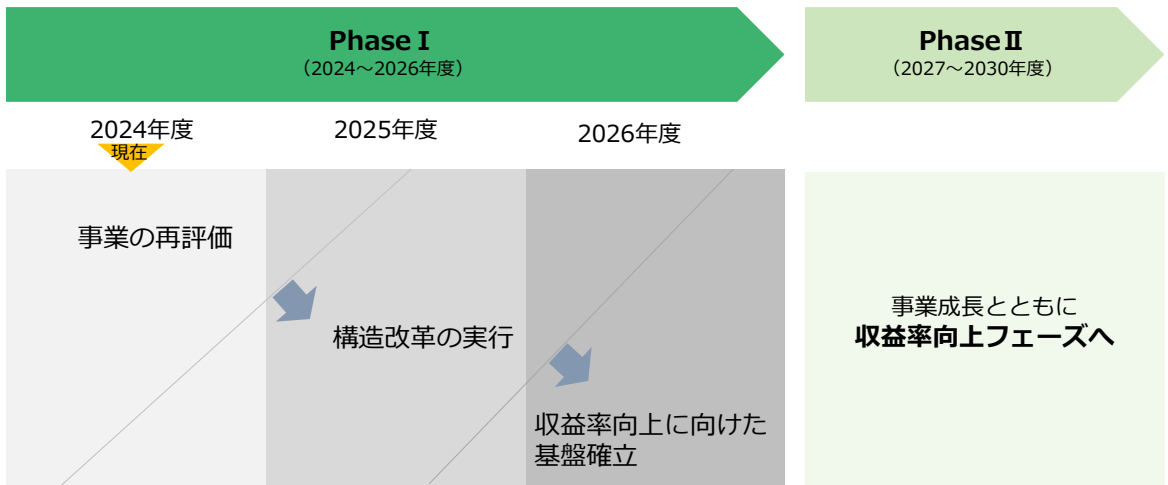 Phase Ⅰ
（2024～2026年度）
Phase Ⅱ
（2027～2030年度）
2024年度
2025年度
2026年度
現在
事業の再評価
構造改革の実行
収益率向上に向けた
基盤確立
事業成長とともに
収益率向上フェーズへ